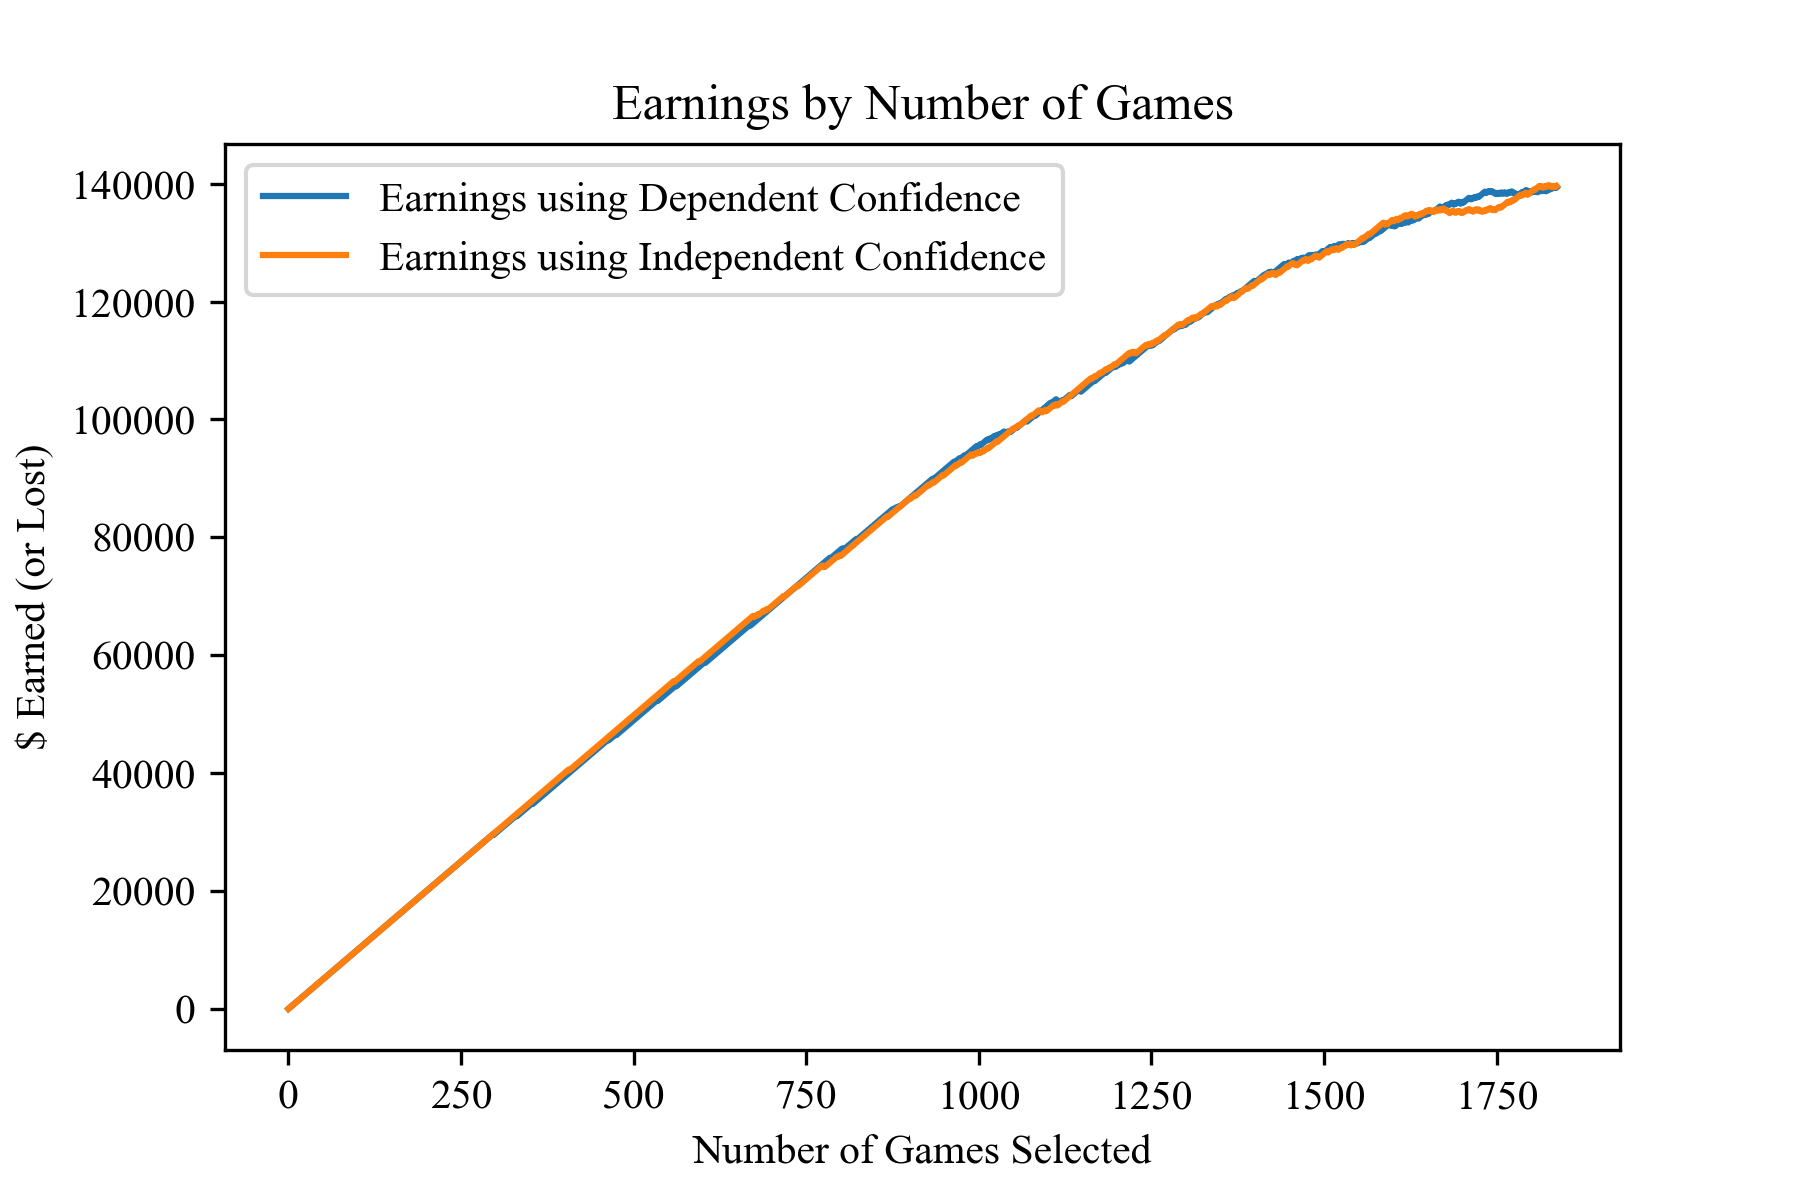 Earnings by Number of Games
Earnings using Dependent Confidence
Earnings using Independent Confidence
$ Earned (or Lost)
140000
120000
100000
80000
60000
40000
20000
0
0 250 500 750 1000 1250 1500 1750
Number of Games Selected